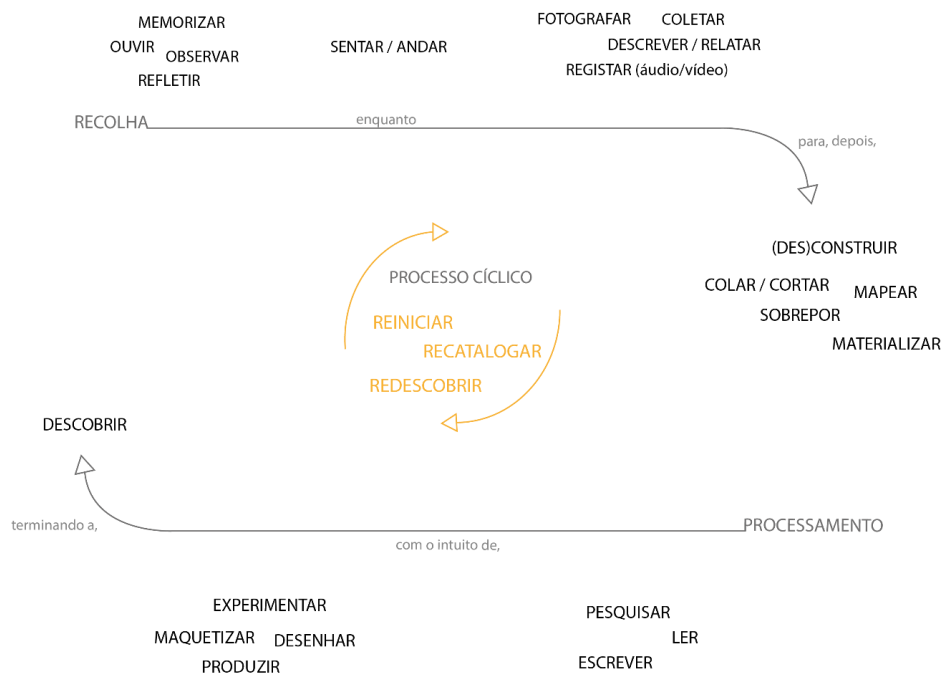 MEMORIZAR
OUVIR
OBSERVAR
REFLETIR
SENTAR / ANDAR
FOTOGRAFAR
COLETAR
DESCREVER / RELATAR
REGISTAR (áudio/vídeo)
RECOLHA
enquanto
para, depois,
(DES)CONSTRUIR
COLAR / CORTAR
MAPEAR
SOBREPOR
MATERIALIZAR
PROCESSO CÍCLICO
REINICIAR
RECATALOGAR
REDESCOBRIR
DESCOBRIR
terminando a,
com o intuito de,
PROCESSAMENTO
EXPERIMENTAR
MAQUETIZAR
DESENHAR
PRODUZIR
PESQUISAR
LER
ESCREVER